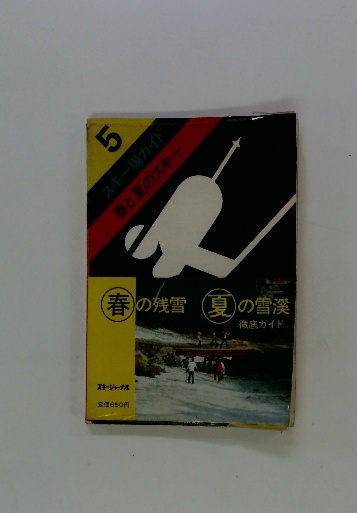 5
スキー場ガイド
春と夏のスキー
春の残雪 夏の雪溪
徹底ガイド
スキージャーナル
定価650円